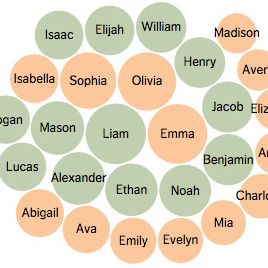 Isaac
Elijah
William
Madison
Isabella
Sophia
Olivia
Henry
Aver
ogan
Mason
Liam
Emma
Jacob
Eliz
Lucas
Alexander
Ethan
Noah
Benjamin
Charlo
Abigail
Ava
Emily
Evelyn
Mia